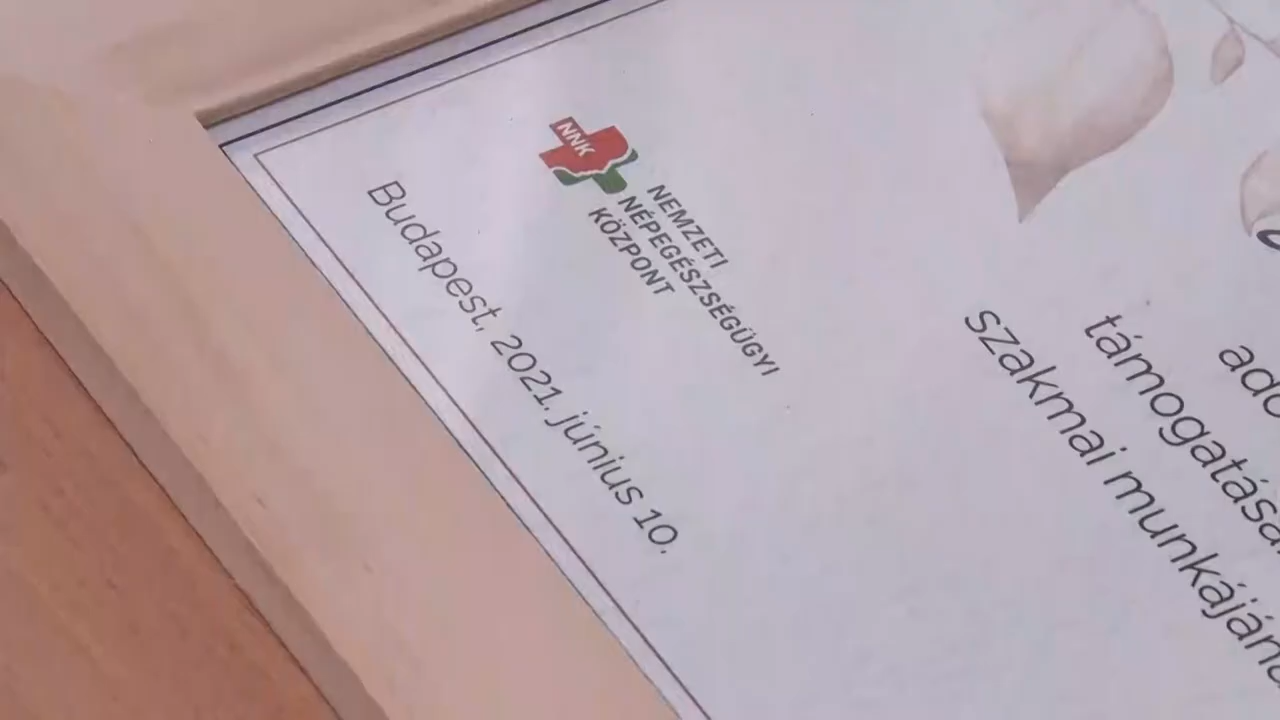 támogatása
szakmai munkáján
NNK
NEMZETI
NÉPEGÉSZSÉGÜGYI
KÖZPONT
Budapest, 2021. június 10.